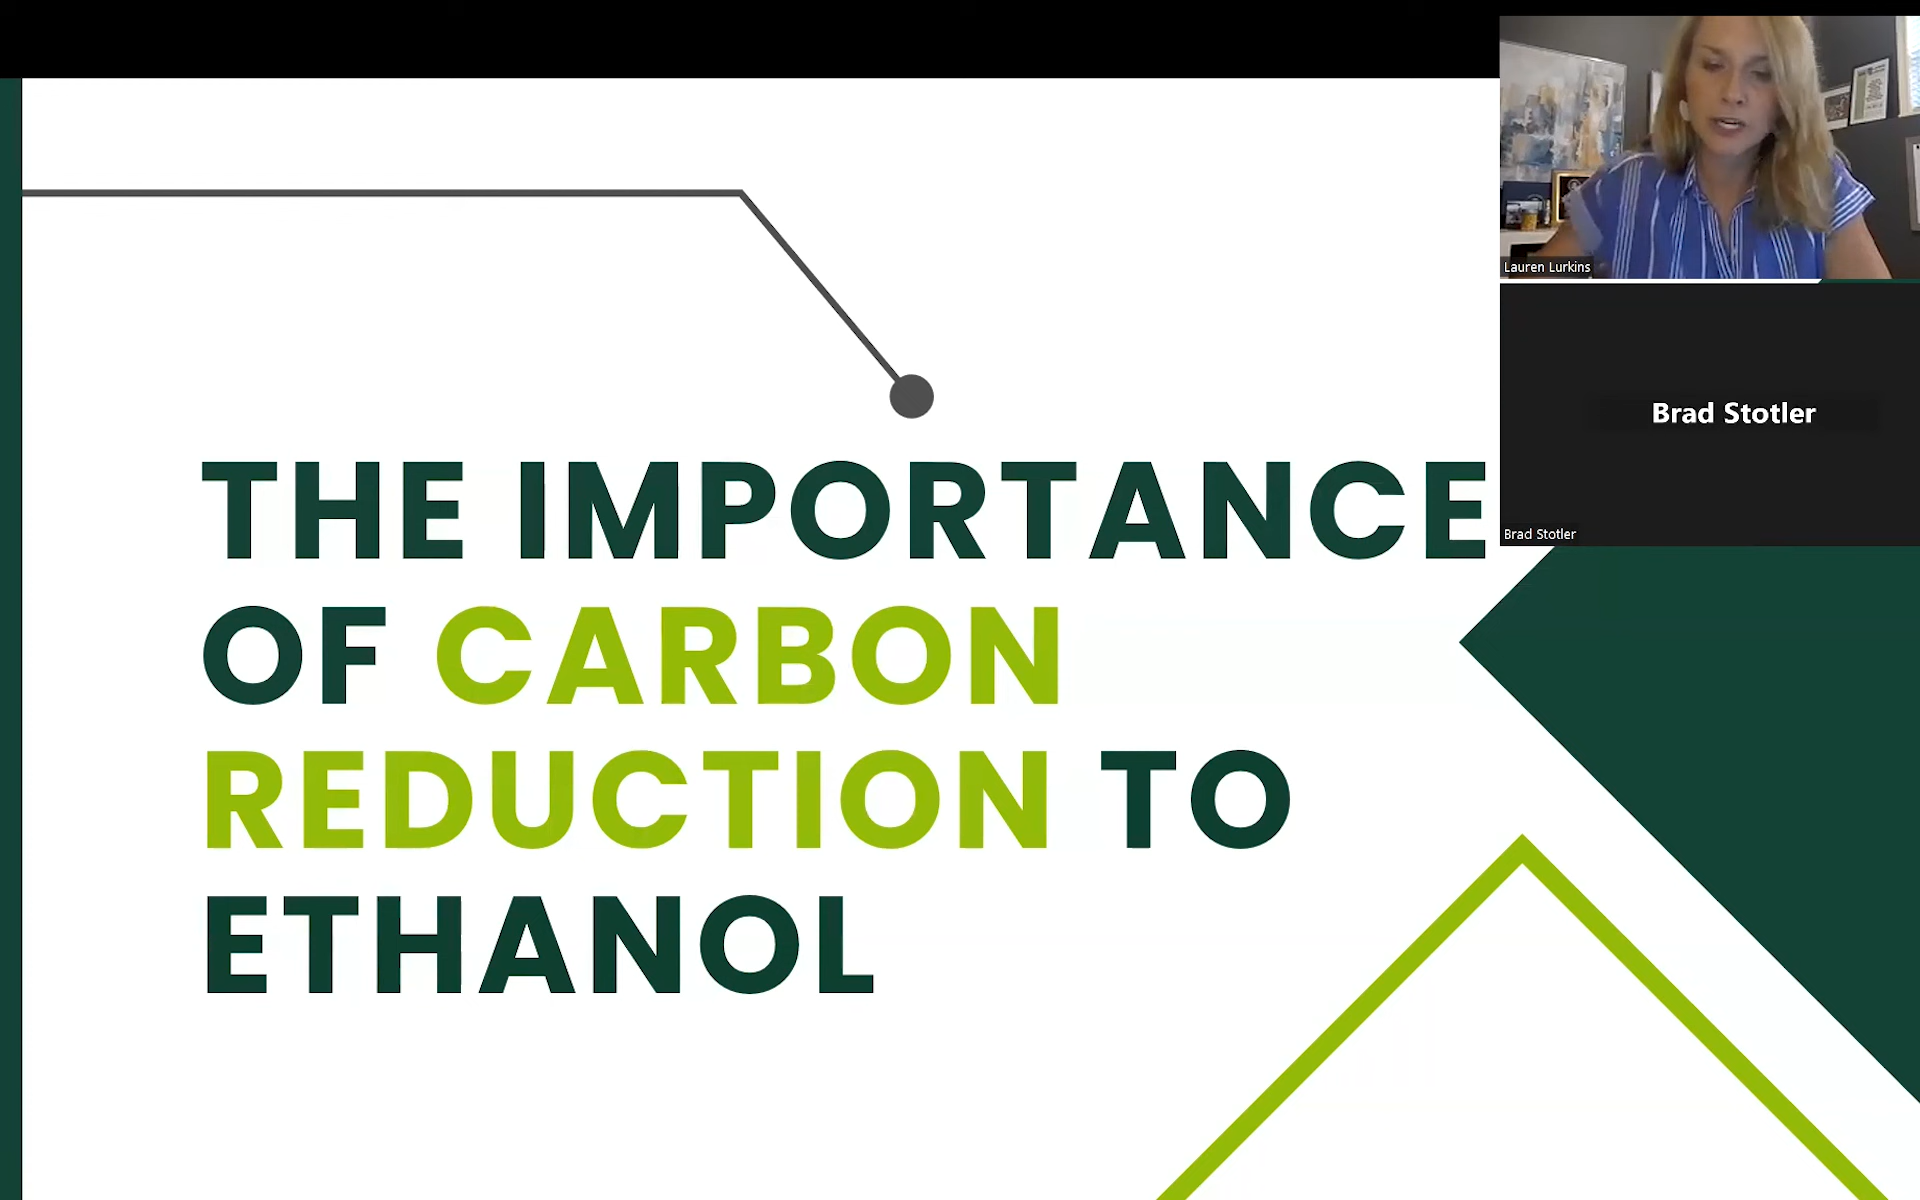 THE IMPORTANCE
OF CARBON
REDUCTION TO
ETHANOL
Lauren Lurkins
Brad Stotler
Brad Stotler